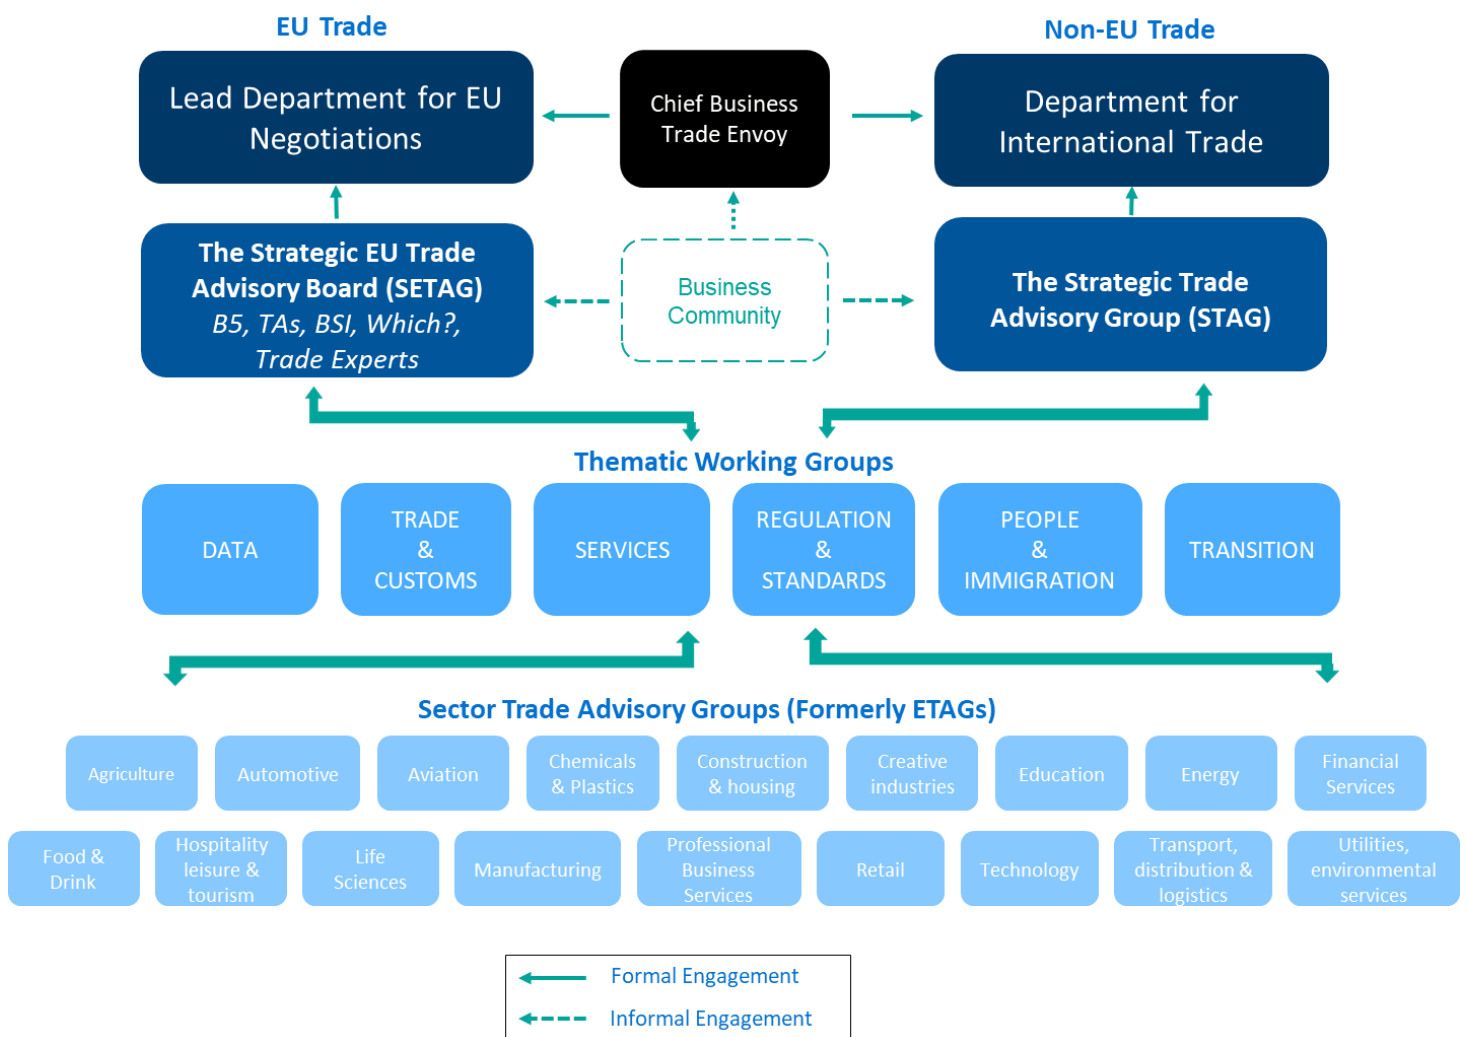 EU Trade
Non-EU Trade
Lead Department for EU
Negotiations
Chief Business
Trade Envoy
Department for
International Trade
The Strategic EU Trade
Advisory Board (SETAG)
B5, TAs, BSI, Which?,
Trade Experts
Business
Community
The Strategic Trade
Advisory Group (STAG)
Thematic Working Groups
DATA
TRADE
&
CUSTOMS
SERVICES
REGULATION
&
STANDARDS
PEOPLE
&
IMMIGRATION
TRANSITION
Sector Trade Advisory Groups (Formerly ETAGs)
Agriculture
Automotive
Aviation
Chemicals
& Plastics
Construction
& housing
Creative
industries
Education
Energy
Financial
Services
Food &
Drink
Hospitality
leisure &
tourism
Life
Sciences
Manufacturing
Professional
Business
Services
Retail
Technology
Transport,
distribution &
logistics
Utilities,
environmental
services
Formal Engagement
Informal Engagement